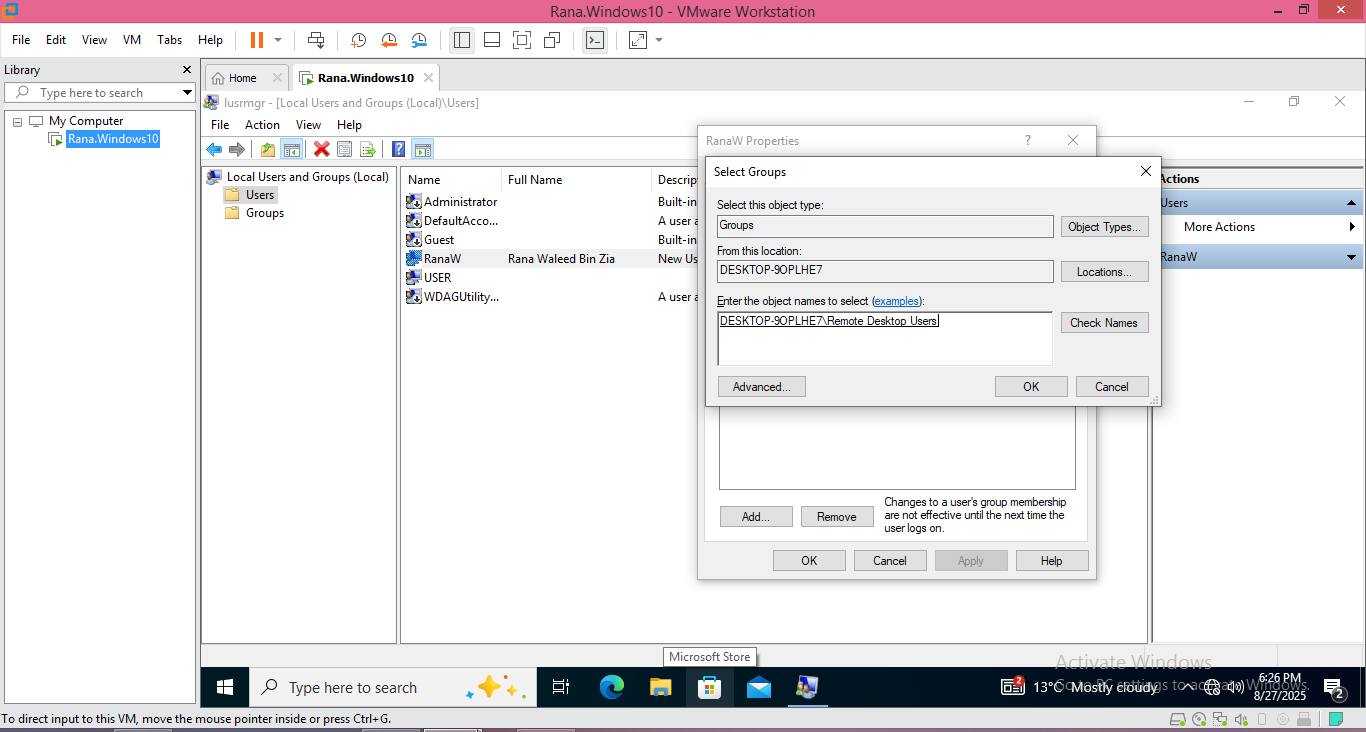 Rana.Windows10 - VMware Workstation
File Edit View VM Tabs Help
Library
Type here to search
My Computer
Rana.Windows10
Home
Rana.Windows10
lusrmgr - [Local Users and Groups (Local)\Users]
File Action View Help
Local Users and Groups (Local)
Users
Groups
Name Full Name Descrip
Administrator Built-in
DefaultAcco... A user a
Guest Built-in
RanaW Rana Waleed Bin Zia New Us
USER
WDAGUtility... A user a
RanaW Properties
Select Groups
Select this object type:
Groups
Object Types...
From this location:
DESKTOP-9OPLHE7
Locations...
Enter the object names to select (examples):
DESKTOP-9OPLHE7\Remote Desktop Users
Check Names
Advanced...
OK Cancel
Add... Remove
Changes to a user's group membership
are not effective until the next time the
user logs on.
OK Cancel Apply Help
Actions
Users
More Actions
RanaW
Microsoft Store
Activate Windows
Go to PC settings to activate Windows.
Type here to search
2
13°C Mostly cloudy
6:26 PM
8/27/2025
2
To direct input to this VM, move the mouse pointer inside or press Ctrl+G.